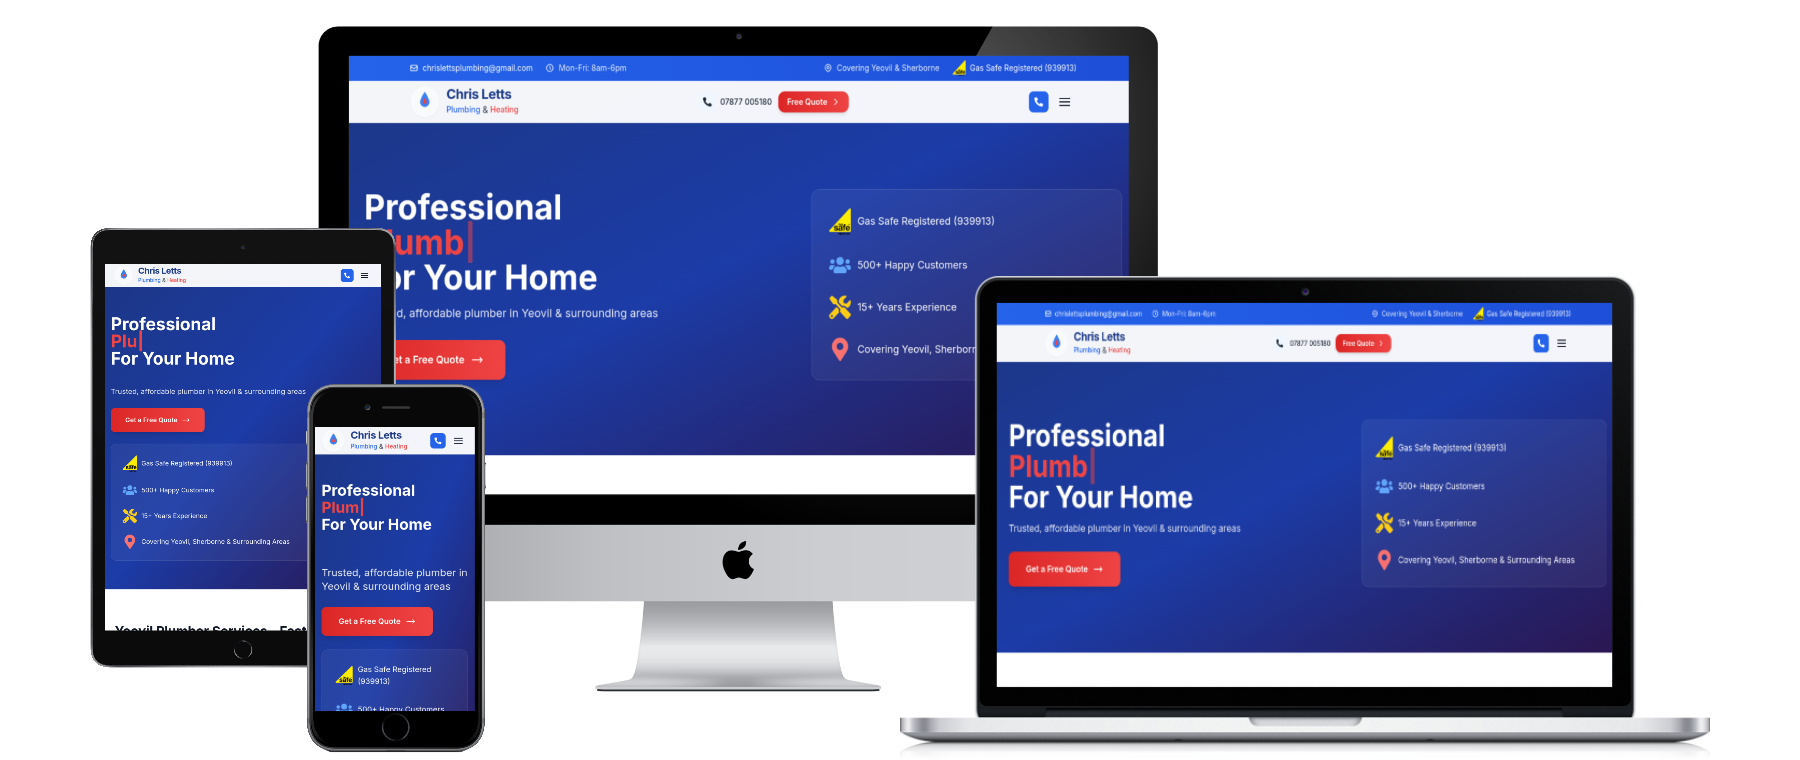 chrislettsplumbing@gmail.com Mon-Fri: 8am-6pm Covering Yeovil & Sherborne Gas Safe Registered (939913)
Chris Letts
Plumbing & Heating
07877 005180 Free Quote
Professional
Plumb
For Your Home
affordable plumber in Yeovil & surrounding areas
Get a Free Quote
Gas Safe Registered (939913)
500+ Happy Customers
15+ Years Experience
Covering Yeovil,
Chris Letts
Plumbing & Heating
Professional
Plu
For Your Home
Trusted, affordable plumber in Yeovil & surrounding areas
Get a Free Quote
Gas Safe Registered (939913)
500+ Happy Customers
15+ Years Experience
Covering Yeovil, Sherborne & Surrounding Areas
Yeovil Plumber Services
Chris Letts
Plumbing & Heating
Professional
Plum
For Your Home
Trusted, affordable plumber in
Yeovil & surrounding areas
Get a Free Quote
Gas Safe Registered
(939913)
500+ Happy Customers
chrislettsplumbing@gmail.com Mon-Fri: 8am-6pm Covering Yeovil & Sherborne Gas Safe Registered (939913)
Chris Letts
Plumbing & Heating
07877 005180 Free Quote
Professional
Plumb
For Your Home
Trusted, affordable plumber in Yeovil & surrounding areas
Get a Free Quote
Gas Safe Registered (939913)
500+ Happy Customers
15+ Years Experience
Covering Yeovil, Sherborne & Surrounding Areas